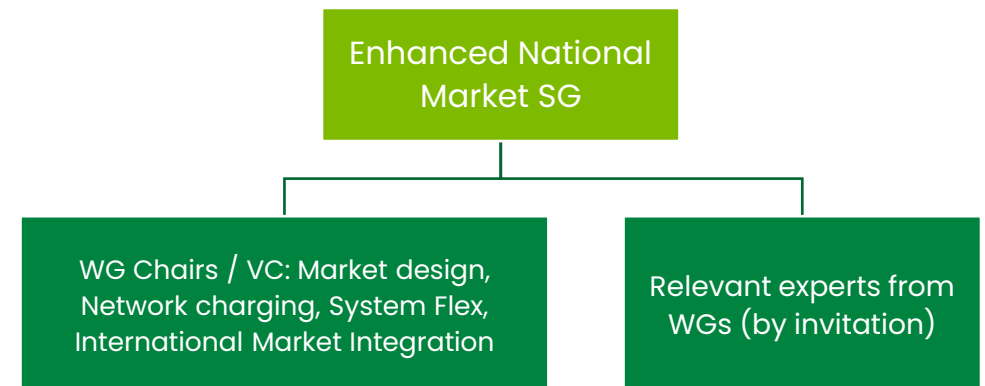 Enhanced National
Market SG
WG Chairs / VC: Market design,
Network charging, System Flex,
International Market Integration
Relevant experts from
WGs (by invitation)